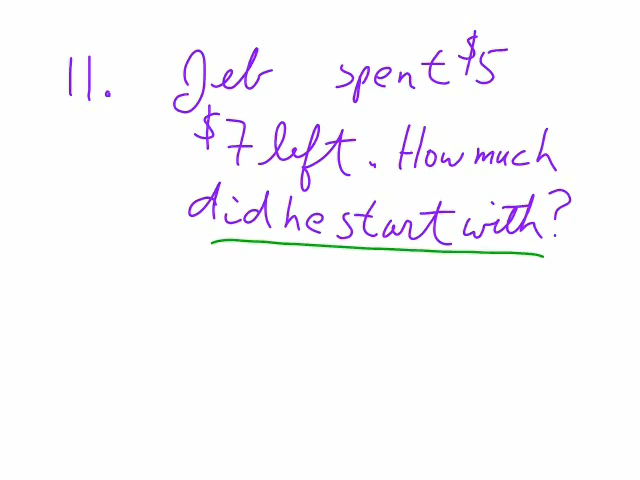 11. Jeb spent $5
$7 left. How much
did he start with?